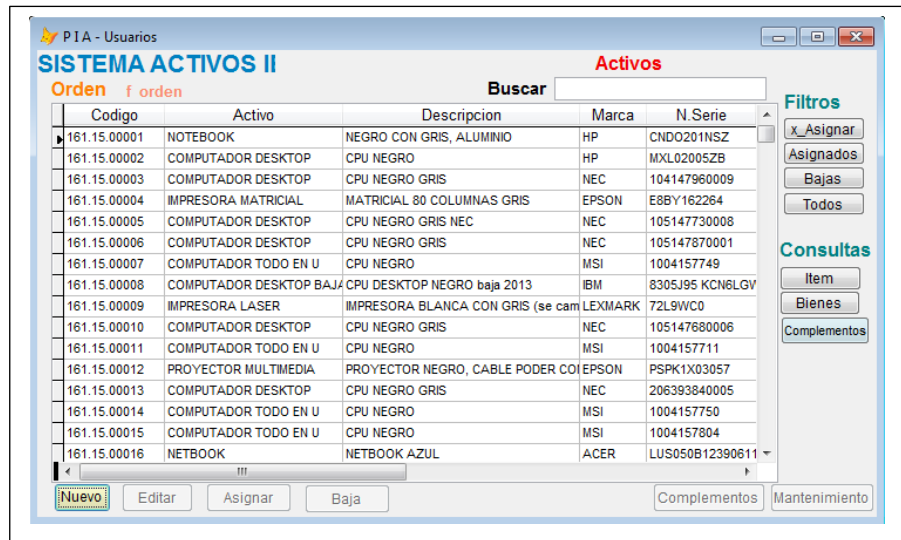 P I A - Usuarios
SISTEMA ACTIVOS II
Activos
Orden f orden
Buscar
Codigo Activo Descripcion Marca N.Serie
161.15.00001 NOTEBOOK NEGRO CON GRIS, ALUMINIO HP CNDO201NSZ
161.15.00002 COMPUTADOR DESKTOP CPU NEGRO HP MXL02005ZB
161.15.00003 COMPUTADOR DESKTOP CPU NEGRO GRIS NEC 104147960009
161.15.00004 IMPRESORA MATRICIAL MATRICIAL 80 COLUMNAS GRIS EPSON E8BY162264
161.15.00005 COMPUTADOR DESKTOP CPU NEGRO GRIS NEC NEC 105147730008
161.15.00006 COMPUTADOR DESKTOP CPU NEGRO GRIS NEC 105147870001
161.15.00007 COMPUTADOR TODO EN U CPU NEGRO MSI 1004157749
161.15.00008 COMPUTADOR DESKTOP BAJA CPU DESKTOP NEGRO baja 2013 IBM 8305J95 KCN6LGW
161.15.00009 IMPRESORA LASER IMPRESORA BLANCA CON GRIS (se cam LEXMARK 72L9WC0
161.15.00010 COMPUTADOR DESKTOP CPU NEGRO GRIS NEC 105147680006
161.15.00011 COMPUTADOR TODO EN U CPU NEGRO MSI 1004157711
161.15.00012 PROYECTOR MULTIMEDIA PROYECTOR NEGRO, CABLE PODER COI EPSON PSPK1X03057
161.15.00013 COMPUTADOR DESKTOP CPU NEGRO GRIS NEC 206393840005
161.15.00014 COMPUTADOR TODO EN U CPU NEGRO MSI 1004157750
161.15.00015 COMPUTADOR TODO EN U CPU NEGRO MSI 1004157804
161.15.00016 NETBOOK NETBOOK AZUL ACER LUS050B12390611
Filtros
x_Asignar
Asignados
Bajas
Todos
Consultas
Item
Bienes
Complementos
Nuevo Editar Asignar Baja Complementos Mantenimiento